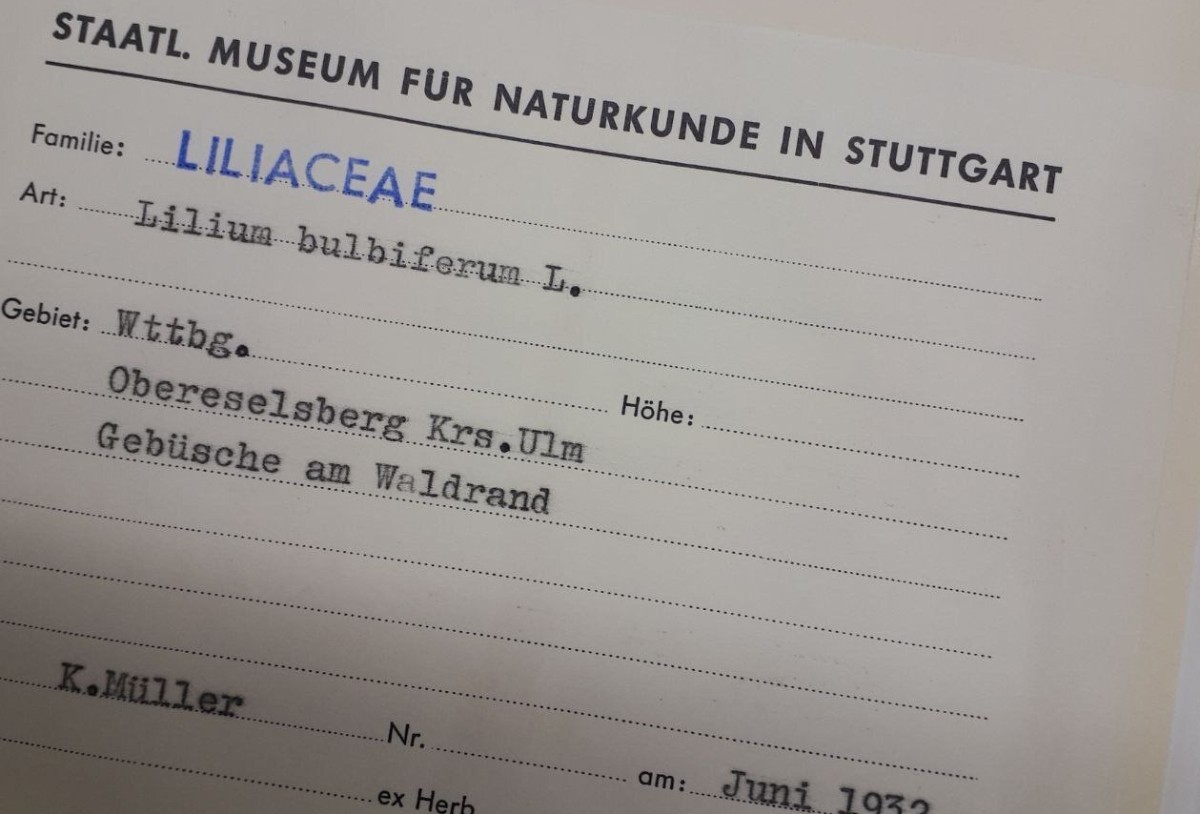 STAATL. MUSEUM FÜR NATURKUNDE IN STUTTGART
Familie: LILIACEAE
Art: Lilium bulbiferum L.
Gebiet: Wttbg.
Höhe:
Obereselsberg Krs.Ulm
Gebüsche am Waldrand
K.Müller Nr. am: Juni 1932
ex Herb.